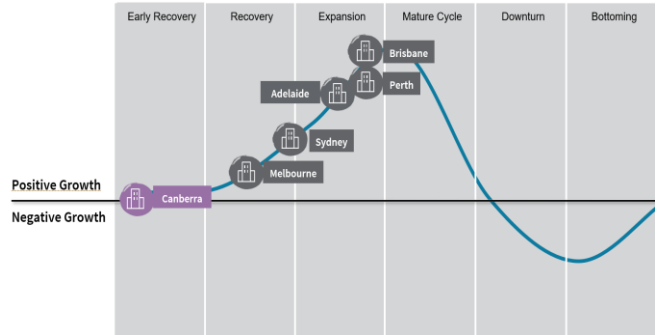 Early Recovery
Recovery
Expansion
Mature Cycle
Downturn
Bottoming
Brisbane
Perth
Adelaide
Sydney
Melbourne
Positive Growth
Canberra
Negative Growth